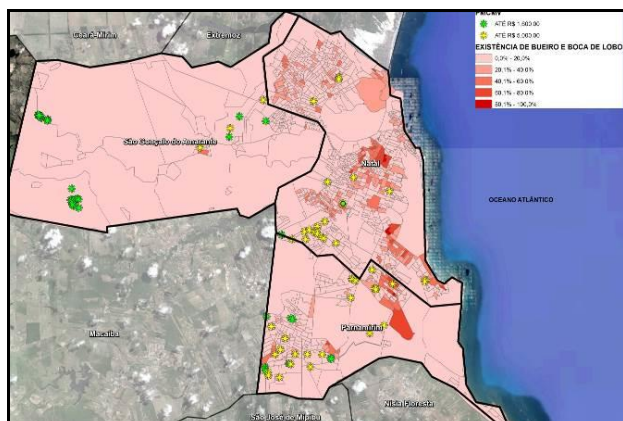 PMCMV
ATÉ R$ 1.600,00
ATÉ R$ 5.000,00
EXISTÊNCIA DE BUEIRO E BOCA DE LOBO
0,0% - 20,0%
20,1% - 40,0%
40,1% - 60,0%
60,1% - 80,0%
80,1% - 100,0%
Ceará-Mirim
Extremoz
São Gonçalo do Amarante
Natal
OCEANO ATLÂNTICO
Macaíba
Parnamirim
Nísia Floresta
São José de Mipibu